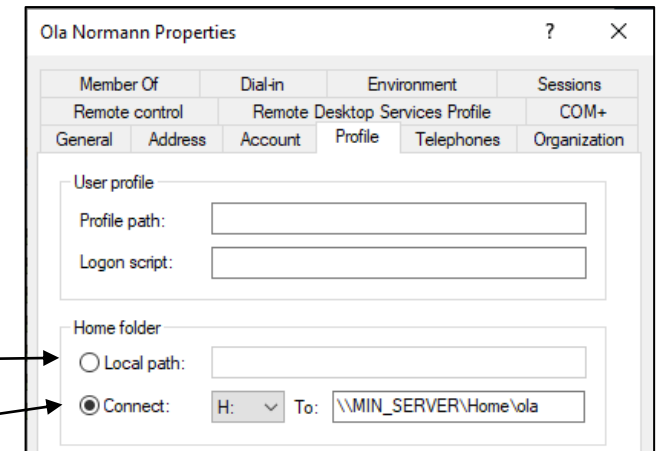 Ola Normann Properties ? ×
Member Of Dial-in Environment Sessions
Remote control Remote Desktop Services Profile COM+
General Address Account Profile Telephones Organization
User profile
Profile path:
Logon script:
Home folder
Local path:
Connect: H: To: \\MIN_SERVER\Home\ola